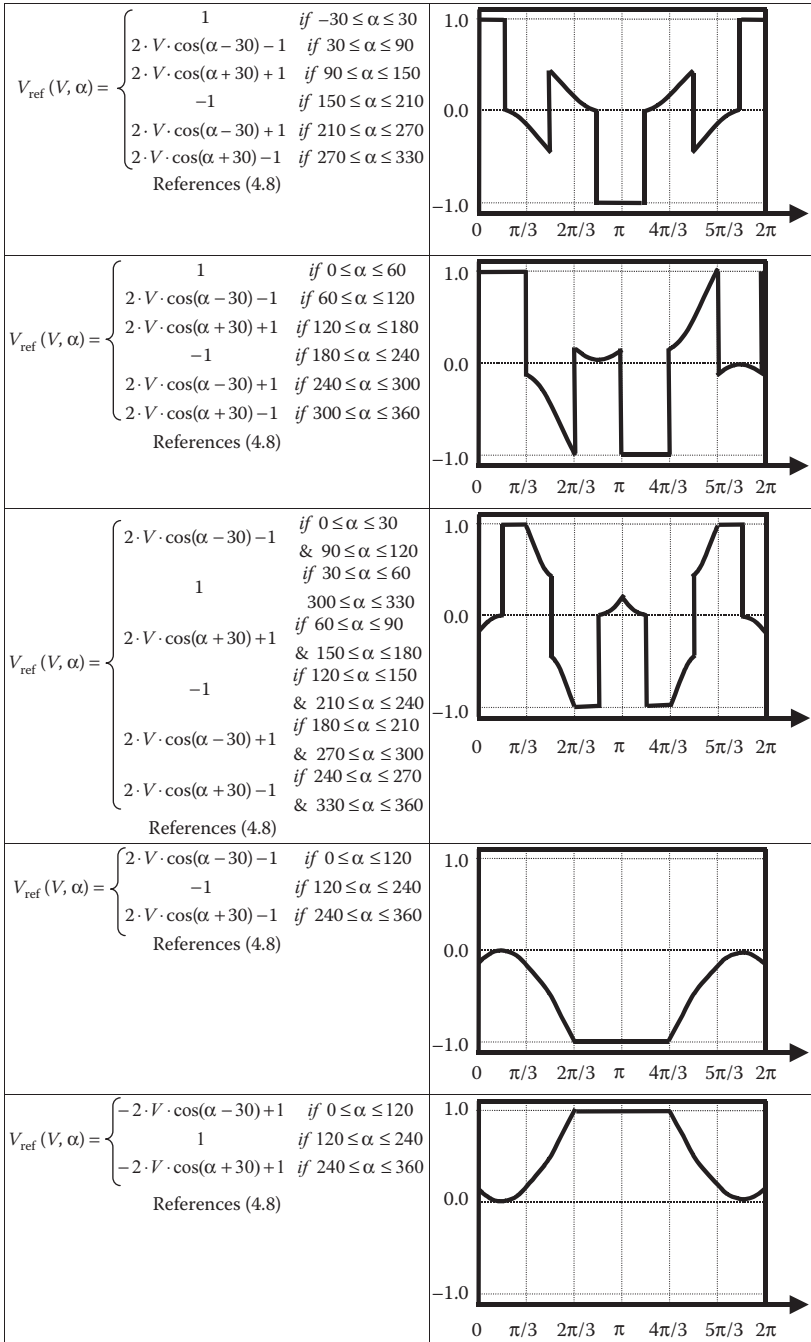 V_ref (V, α) = { 1 if −30 ≤ α ≤ 30
2·V·cos(α − 30) − 1 if 30 ≤ α ≤ 90
2·V·cos(α + 30) + 1 if 90 ≤ α ≤ 150
−1 if 150 ≤ α ≤ 210
2·V·cos(α − 30) + 1 if 210 ≤ α ≤ 270
2·V·cos(α + 30) − 1 if 270 ≤ α ≤ 330
References (4.8)
1.0
0.0
−1.0
0 π/3 2π/3 π 4π/3 5π/3 2π
V_ref (V, α) = { 1 if 0 ≤ α ≤ 60
2·V·cos(α − 30) − 1 if 60 ≤ α ≤ 120
2·V·cos(α + 30) + 1 if 120 ≤ α ≤ 180
−1 if 180 ≤ α ≤ 240
2·V·cos(α − 30) + 1 if 240 ≤ α ≤ 300
2·V·cos(α + 30) − 1 if 300 ≤ α ≤ 360
References (4.8)
1.0
0.0
−1.0
0 π/3 2π/3 π 4π/3 5π/3 2π
V_ref (V, α) = { 2·V·cos(α − 30) − 1 if 0 ≤ α ≤ 30
& 90 ≤ α ≤ 120
1 if 30 ≤ α ≤ 60
300 ≤ α ≤ 330
2·V·cos(α + 30) + 1 if 60 ≤ α ≤ 90
& 150 ≤ α ≤ 180
−1 if 120 ≤ α ≤ 150
& 210 ≤ α ≤ 240
2·V·cos(α − 30) + 1 if 180 ≤ α ≤ 210
& 270 ≤ α ≤ 300
2·V·cos(α + 30) − 1 if 240 ≤ α ≤ 270
& 330 ≤ α ≤ 360
References (4.8)
1.0
0.0
−1.0
0 π/3 2π/3 π 4π/3 5π/3 2π
V_ref (V, α) = { 2·V·cos(α − 30) − 1 if 0 ≤ α ≤ 120
−1 if 120 ≤ α ≤ 240
2·V·cos(α + 30) − 1 if 240 ≤ α ≤ 360
References (4.8)
1.0
0.0
−1.0
0 π/3 2π/3 π 4π/3 5π/3 2π
V_ref (V, α) = { −2·V·cos(α − 30) + 1 if 0 ≤ α ≤ 120
1 if 120 ≤ α ≤ 240
−2·V·cos(α + 30) + 1 if 240 ≤ α ≤ 360
References (4.8)
1.0
0.0
−1.0
0 π/3 2π/3 π 4π/3 5π/3 2π